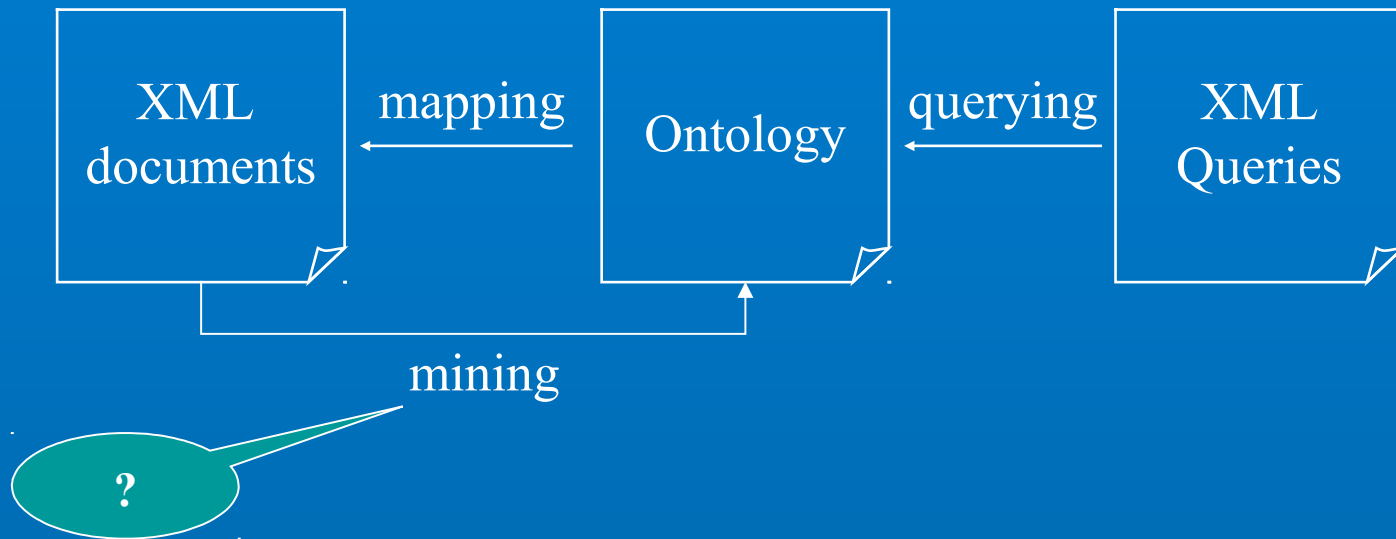 XML
documents
mapping
Ontology
querying
XML
Queries
mining
?